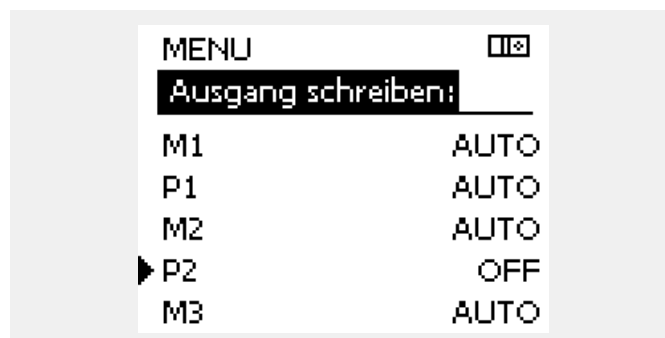 MENU
Ausgang schreiben:
M1 AUTO
P1 AUTO
M2 AUTO
P2 OFF
M3 AUTO